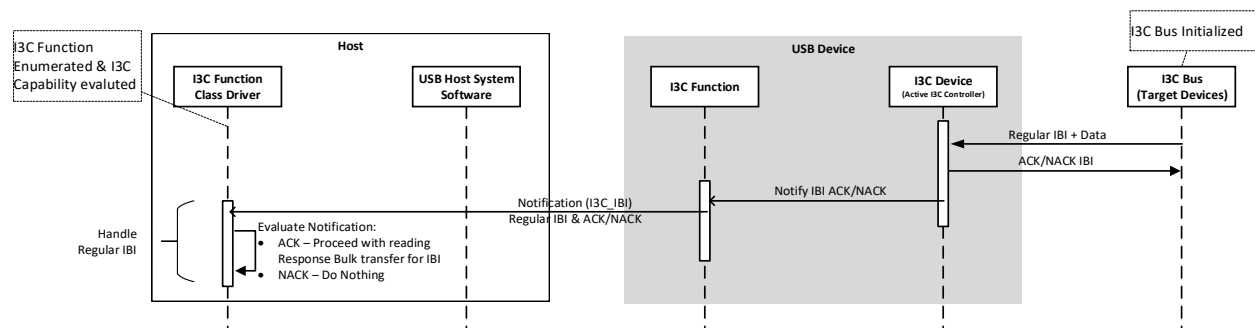 I3C Function
Enumerated & I3C
Capability evaluted
Host
USB Device
I3C Bus Initialized
I3C Function
Class Driver
USB Host System
Software
I3C Function
I3C Device
(Active I3C Controller)
I3C Bus
(Target Devices)
Regular IBI + Data
ACK/NACK IBI
Notify IBI ACK/NACK
Notification (I3C_IBI)
Regular IBI & ACK/NACK
Handle
Regular IBI
Evaluate Notification:
• ACK – Proceed with reading
Response Bulk transfer for IBI
• NACK – Do Nothing